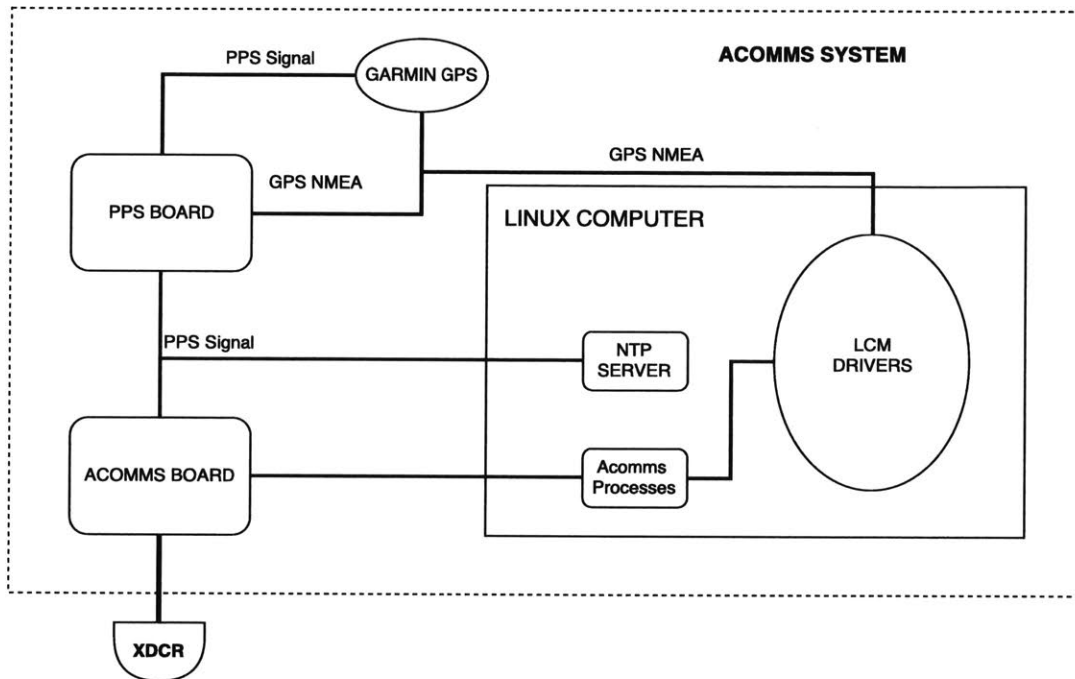 ACOMMS SYSTEM
PPS Signal
GARMIN GPS
GPS NMEA
GPS NMEA
PPS BOARD
LINUX COMPUTER
PPS Signal
NTP
SERVER
LCM
DRIVERS
ACOMMS BOARD
Acomms
Processes
XDCR